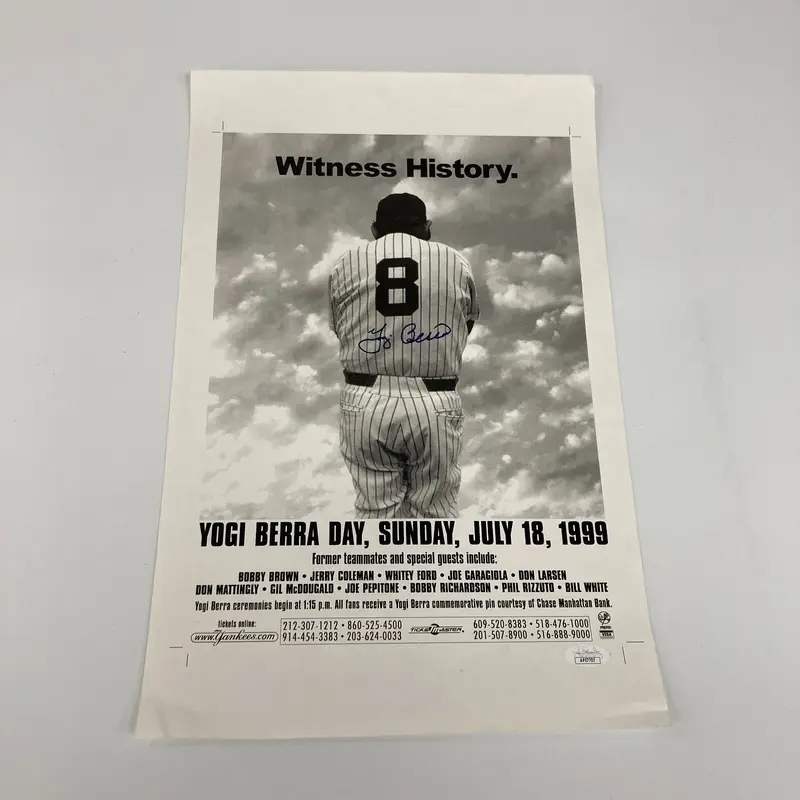 Witness History.
8
Yogi Berra
YOGI BERRA DAY, SUNDAY, JULY 18, 1999
Former teammates and special guests include:
BOBBY BROWN • JERRY COLEMAN • WHITEY FORD • JOE GARAGIOLA • DON LARSEN
DON MATTINGLY • GIL McDOUGALD • JOE PEPITONE • BOBBY RICHARDSON • PHIL RIZZUTO • BILL WHITE
Yogi Berra ceremonies begin at 1:15 p.m. All fans receive a Yogi Berra commemorative pin courtesy of Chase Manhattan Bank.
tickets online:
www.Yankees.com
212-307-1212 • 860-525-4500
914-454-3383 • 203-624-0033
TICKETMASTER
609-520-8383 • 518-476-1000
201-507-8900 • 516-888-9000
VISA
JSA